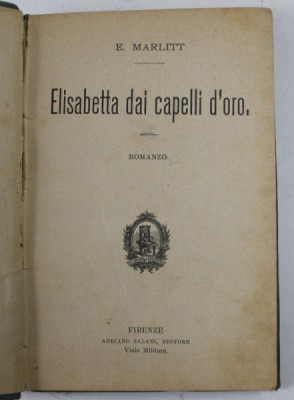 E. MARLITT
Elisabetta dai capelli d'oro.
ROMANZO.
FIRENZE
ADRIANO SALANI, EDITORE
Viale Militare.